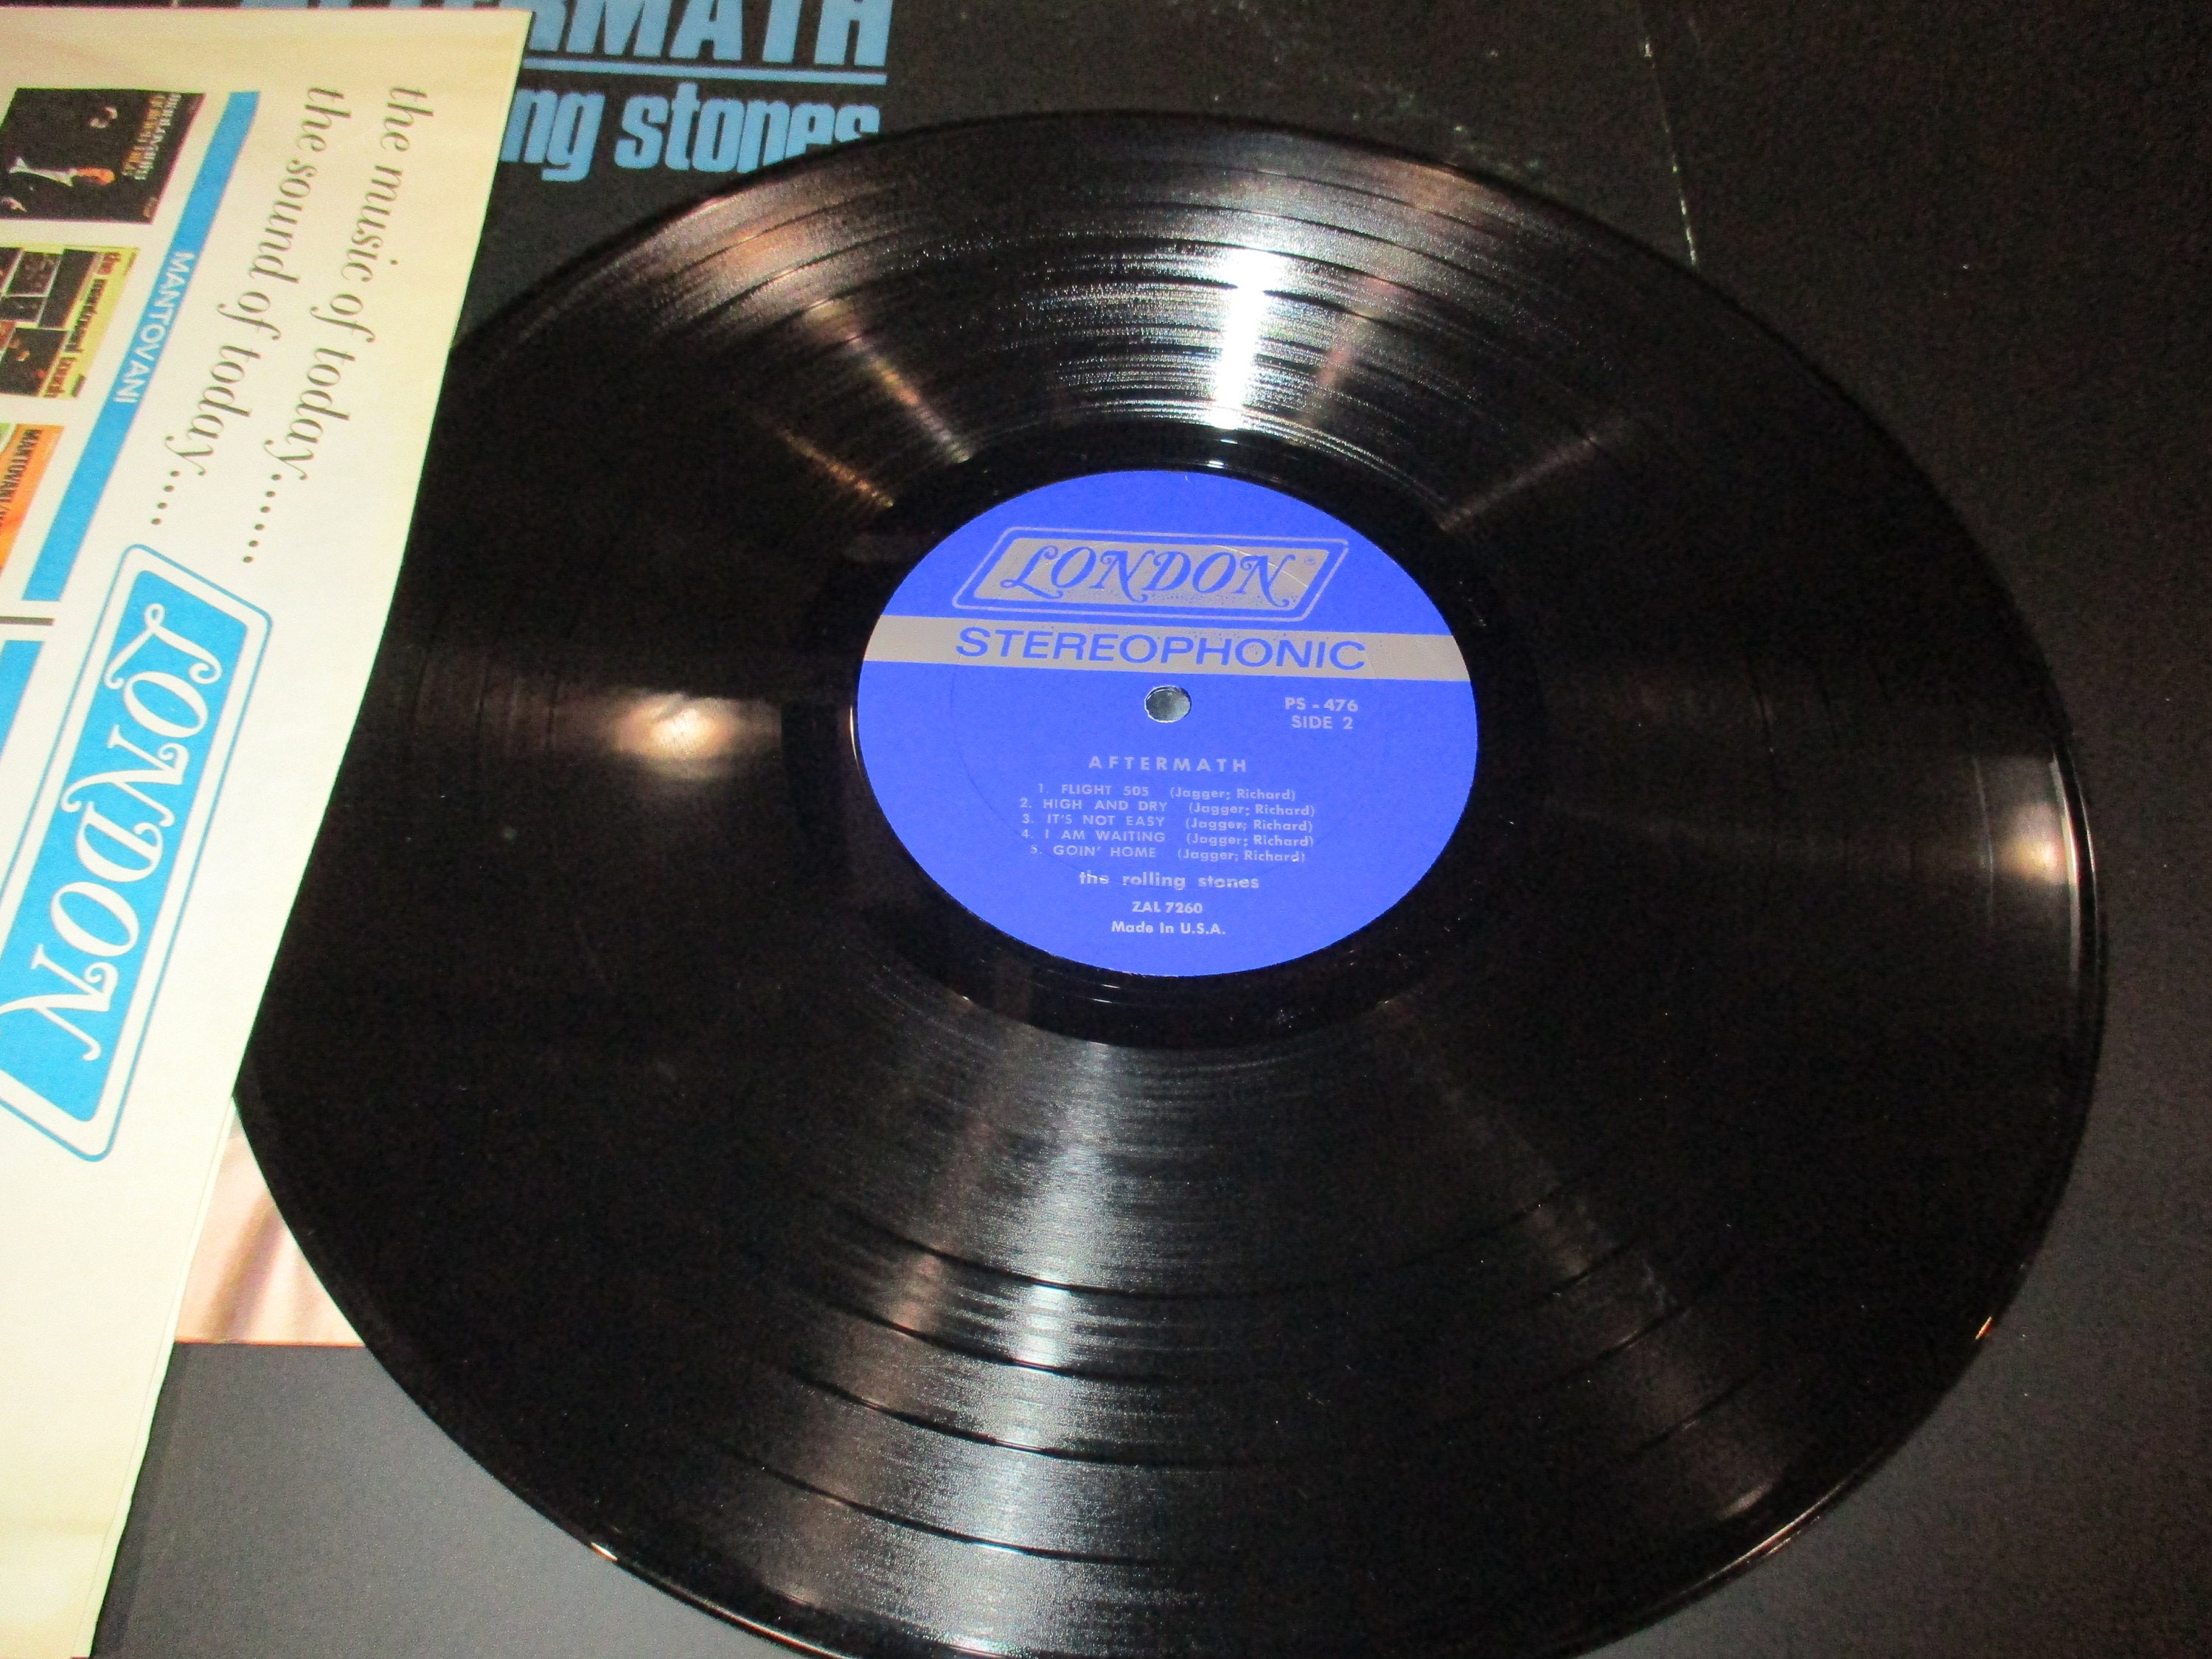 AFTERMATH
stones
the music of today.......
the sound of today.....
MANTOVANI
LONDON
LONDON®
STEREOPHONIC
PS - 476
SIDE 2
AFTERMATH
1. FLIGHT 505 (Jagger; Richard)
2. HIGH AND DRY (Jagger; Richard)
3. IT'S NOT EASY (Jagger; Richard)
4. I AM WAITING (Jagger; Richard)
5. GOIN' HOME (Jagger; Richard)
the rolling stones
ZAL 7260
Made In U.S.A.